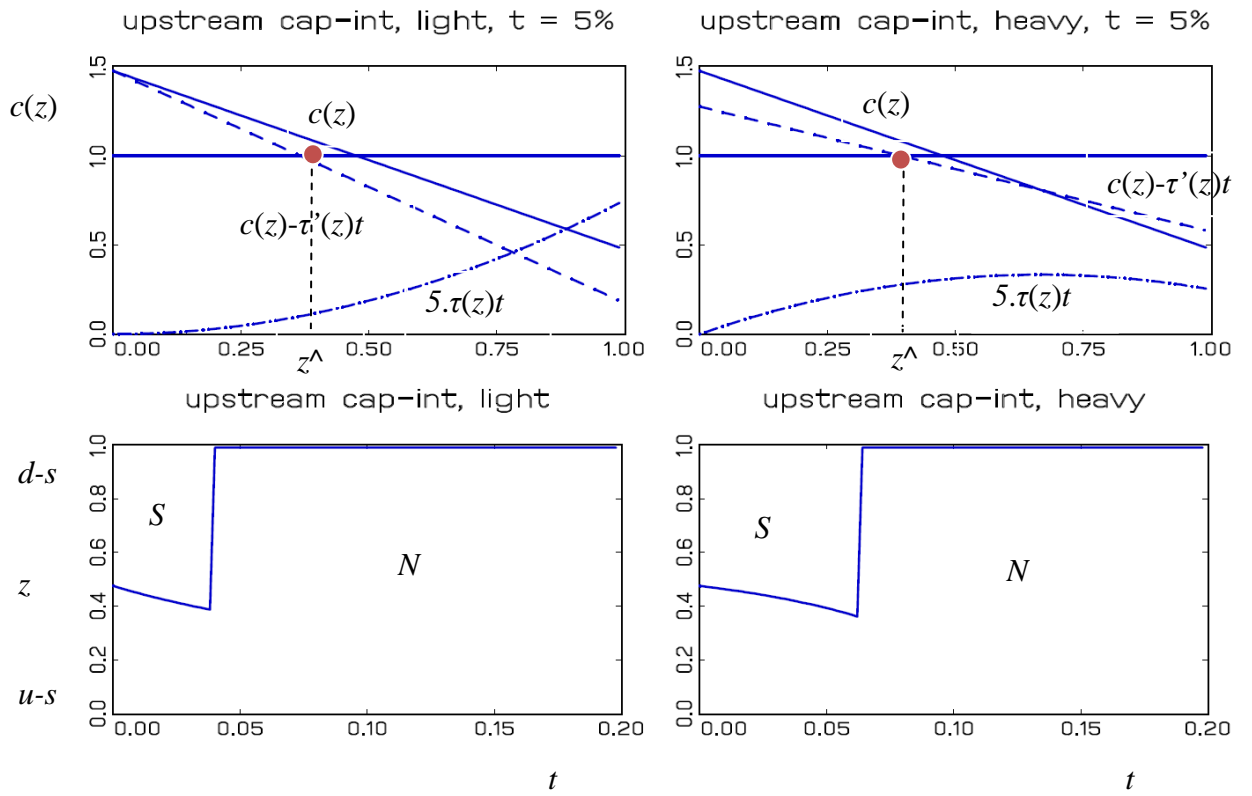 upstream cap-int, light, t = 5%
c(z)
1.5
1.0
0.5
0.0
c(z)
c(z)-τ'(z)t
5.τ(z)t
0.00 0.25 0.50 0.75 1.00
z^
upstream cap-int, heavy, t = 5%
1.5
1.0
0.5
0.0
c(z)
c(z)-τ'(z)t
5.τ(z)t
0.00 0.25 0.50 0.75 1.00
z^
upstream cap-int, light
d-s
z
u-s
1.0
0.8
0.6
0.4
0.2
0.0
S
N
0.00 0.05 0.10 0.15 0.20
t
upstream cap-int, heavy
1.0
0.8
0.6
0.4
0.2
0.0
S
N
0.00 0.05 0.10 0.15 0.20
t